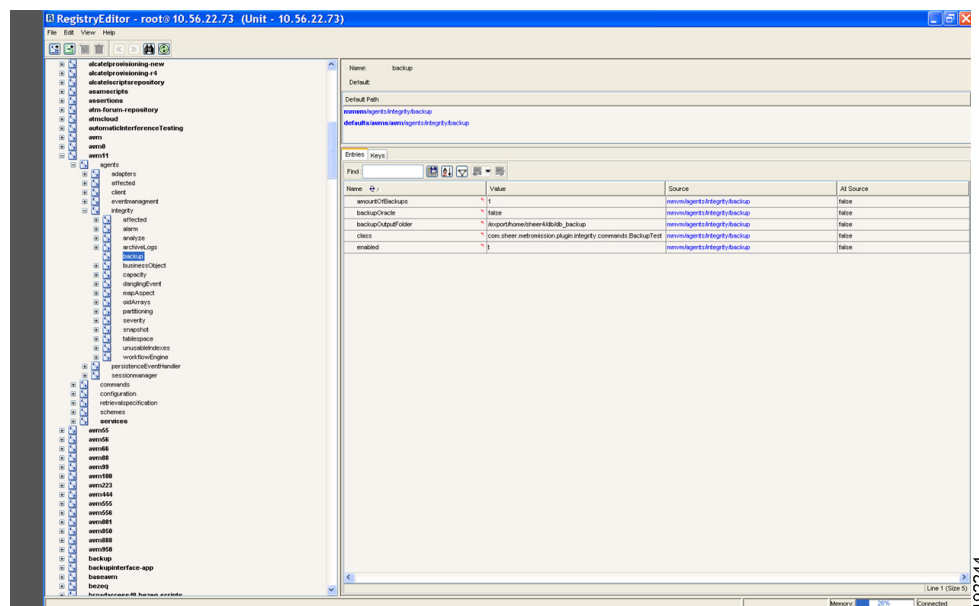 RegistryEditor - root@10.56.22.73 (Unit - 10.56.22.73)
File Edit View Help
alcatelprovisioning-new
alcatelprovisioning-r4
alcatelscriptsrepository
asamscripts
assertions
atm-forum-repository
atmcloud
automaticInterferenceTesting
avm
avm0
avm11
agents
adapters
affected
client
eventmanagment
integrity
affected
alarm
analyze
archiveLogs
backup
businessObject
capacity
danglingEvent
mapAspect
oidArrays
partitioning
severity
snapshot
tablespace
unusableIndexes
workflowEngine
persistenceEventHandler
sessionmanager
commands
configuration
retrievalspecification
schemes
services
avm55
avm56
avm66
avm88
avm99
avm100
avm223
avm444
avm555
avm556
avm801
avm850
avm888
avm950
backup
backupinterface-app
baseavm
bezeq
broadaccess40-bezeq-scripts
Name: backup
Default:
Default Path
mmvm/agents/integrity/backup
defaults/avms/avm/agents/integrity/backup
Entries Keys
Find:
Name Value Source At Source
amountOfBackups 1 mmvm/agents/integrity/backup false
backupOracle false mmvm/agents/integrity/backup false
backupOutputFolder /export/home/sheer4/db/db_backup mmvm/agents/integrity/backup false
class com.sheer.metromission.plugin.integrity.commands.BackupTest mmvm/agents/integrity/backup false
enabled t mmvm/agents/integrity/backup false
Line 1 (Size 5)
Memory: 26% Connected